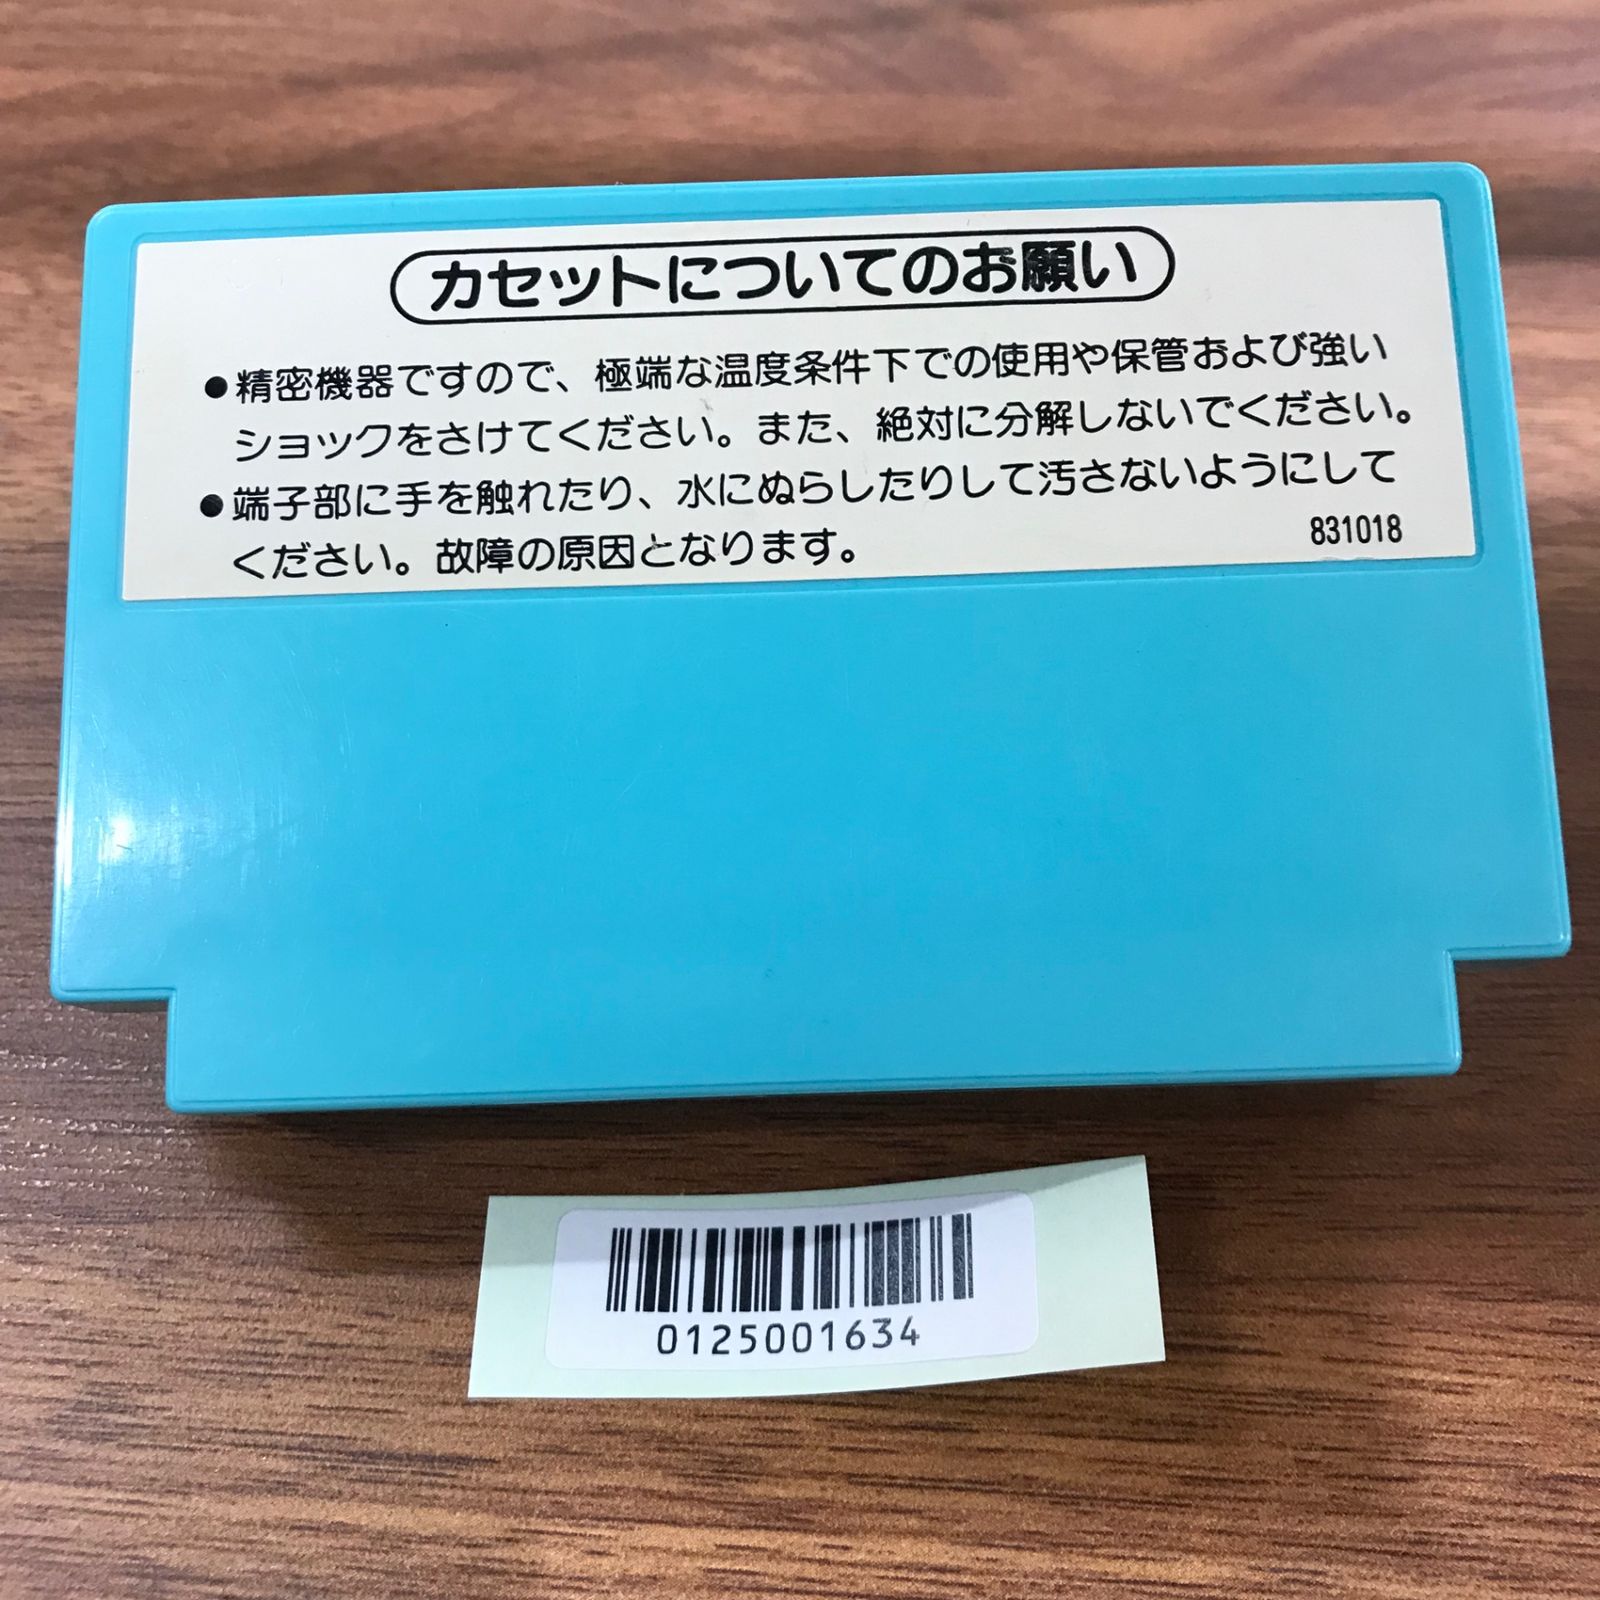 カセットについてのお願い
●精密機器ですので、極端な温度条件下での使用や保管および強い
ショックをさけてください。また、絶対に分解しないでください。
●端子部に手を触れたり、水にぬらしたりして汚さないようにして
ください。故障の原因となります。
831018
0125001634